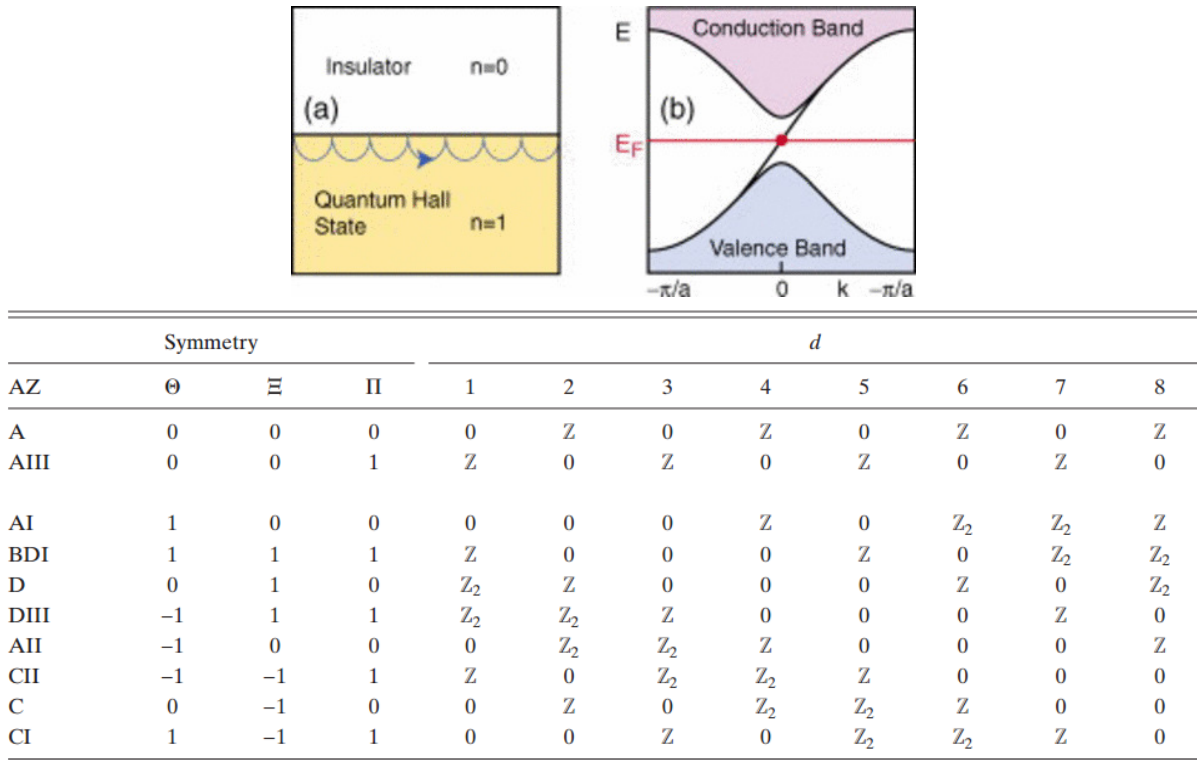 Insulator n=0
(a)
Quantum Hall
State n=1
E Conduction Band
(b)
E_F
Valence Band
−π/a 0 k −π/a
Symmetry d
AZ Θ Ξ Π 1 2 3 4 5 6 7 8
A 0 0 0 0 ℤ 0 ℤ 0 ℤ 0 ℤ
AIII 0 0 1 ℤ 0 ℤ 0 ℤ 0 ℤ 0
AI 1 0 0 0 0 0 ℤ 0 ℤ₂ ℤ₂ ℤ
BDI 1 1 1 ℤ 0 0 0 ℤ 0 ℤ₂ ℤ₂
D 0 1 0 ℤ₂ ℤ 0 0 0 ℤ 0 ℤ₂
DIII −1 1 1 ℤ₂ ℤ₂ ℤ 0 0 0 ℤ 0
AII −1 0 0 0 ℤ₂ ℤ₂ ℤ 0 0 0 ℤ
CII −1 −1 1 ℤ 0 ℤ₂ ℤ₂ ℤ 0 0 0
C 0 −1 0 0 ℤ 0 ℤ₂ ℤ₂ ℤ 0 0
CI 1 −1 1 0 0 ℤ 0 ℤ₂ ℤ₂ ℤ 0